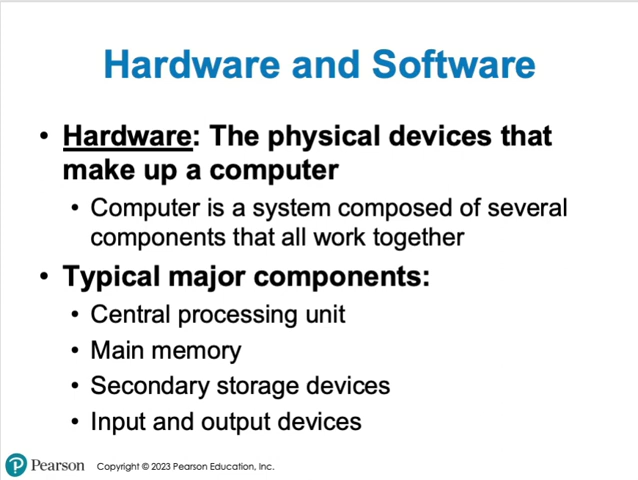 Hardware and Software
• Hardware: The physical devices that
make up a computer
• Computer is a system composed of several
components that all work together
• Typical major components:
• Central processing unit
• Main memory
• Secondary storage devices
• Input and output devices
P Pearson Copyright © 2023 Pearson Education, Inc.